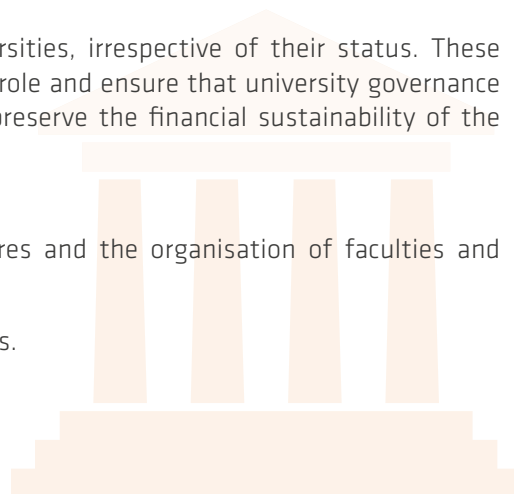 rsities, irrespective of their status. These
role and ensure that university governance
preserve the financial sustainability of the
res and the organisation of faculties and
s.